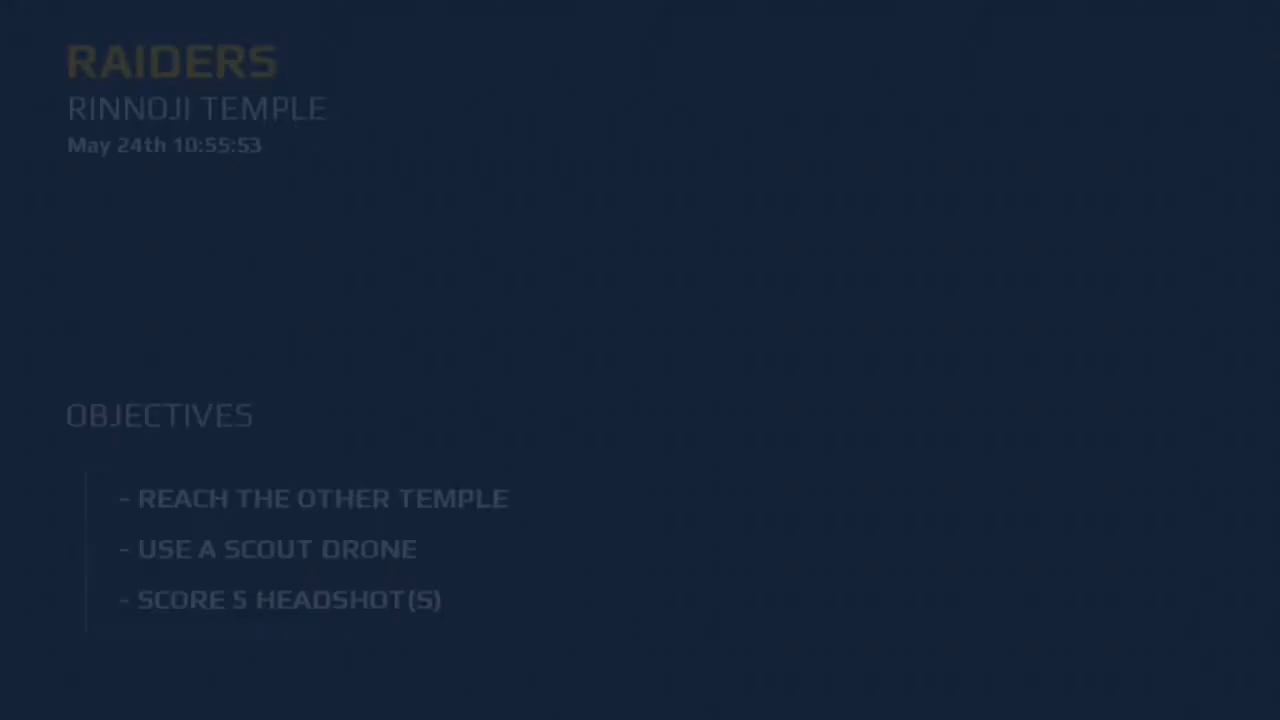 RAIDERS
RINNOJI TEMPLE
May 24th 10:55:53
OBJECTIVES
- REACH THE OTHER TEMPLE
- USE A SCOUT DRONE
- SCORE 5 HEADSHOT(S)